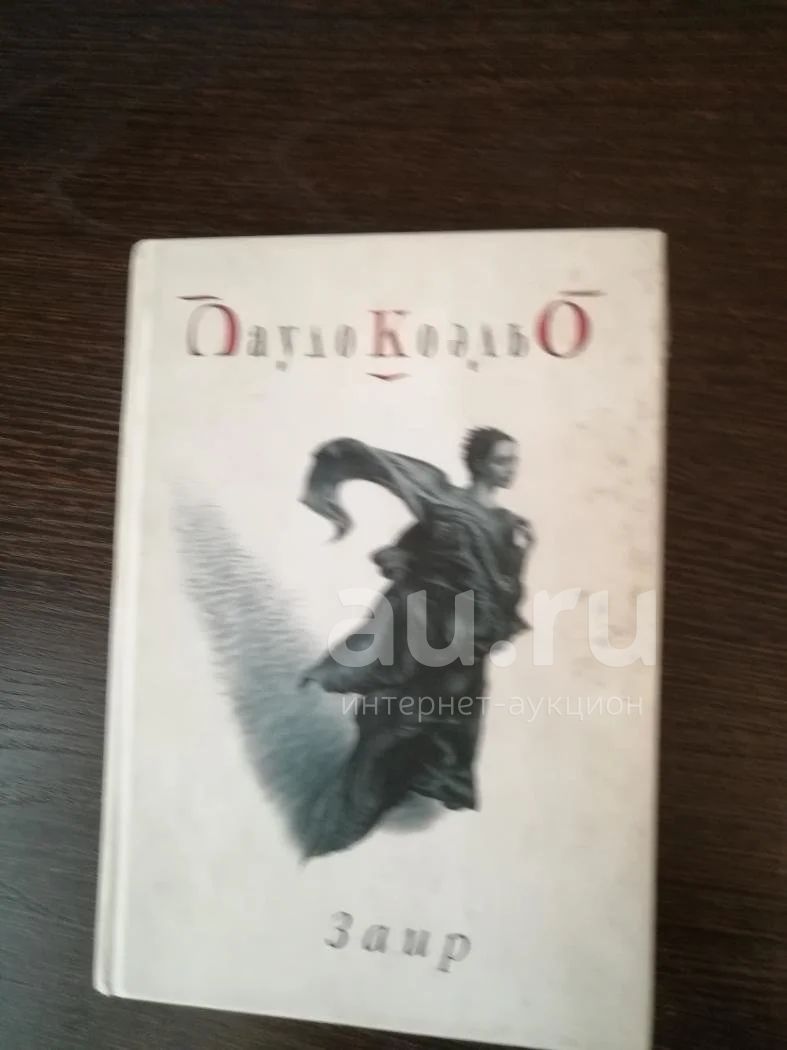 Пауло Коэльо
au.ru
интернет-аукцион
Заир